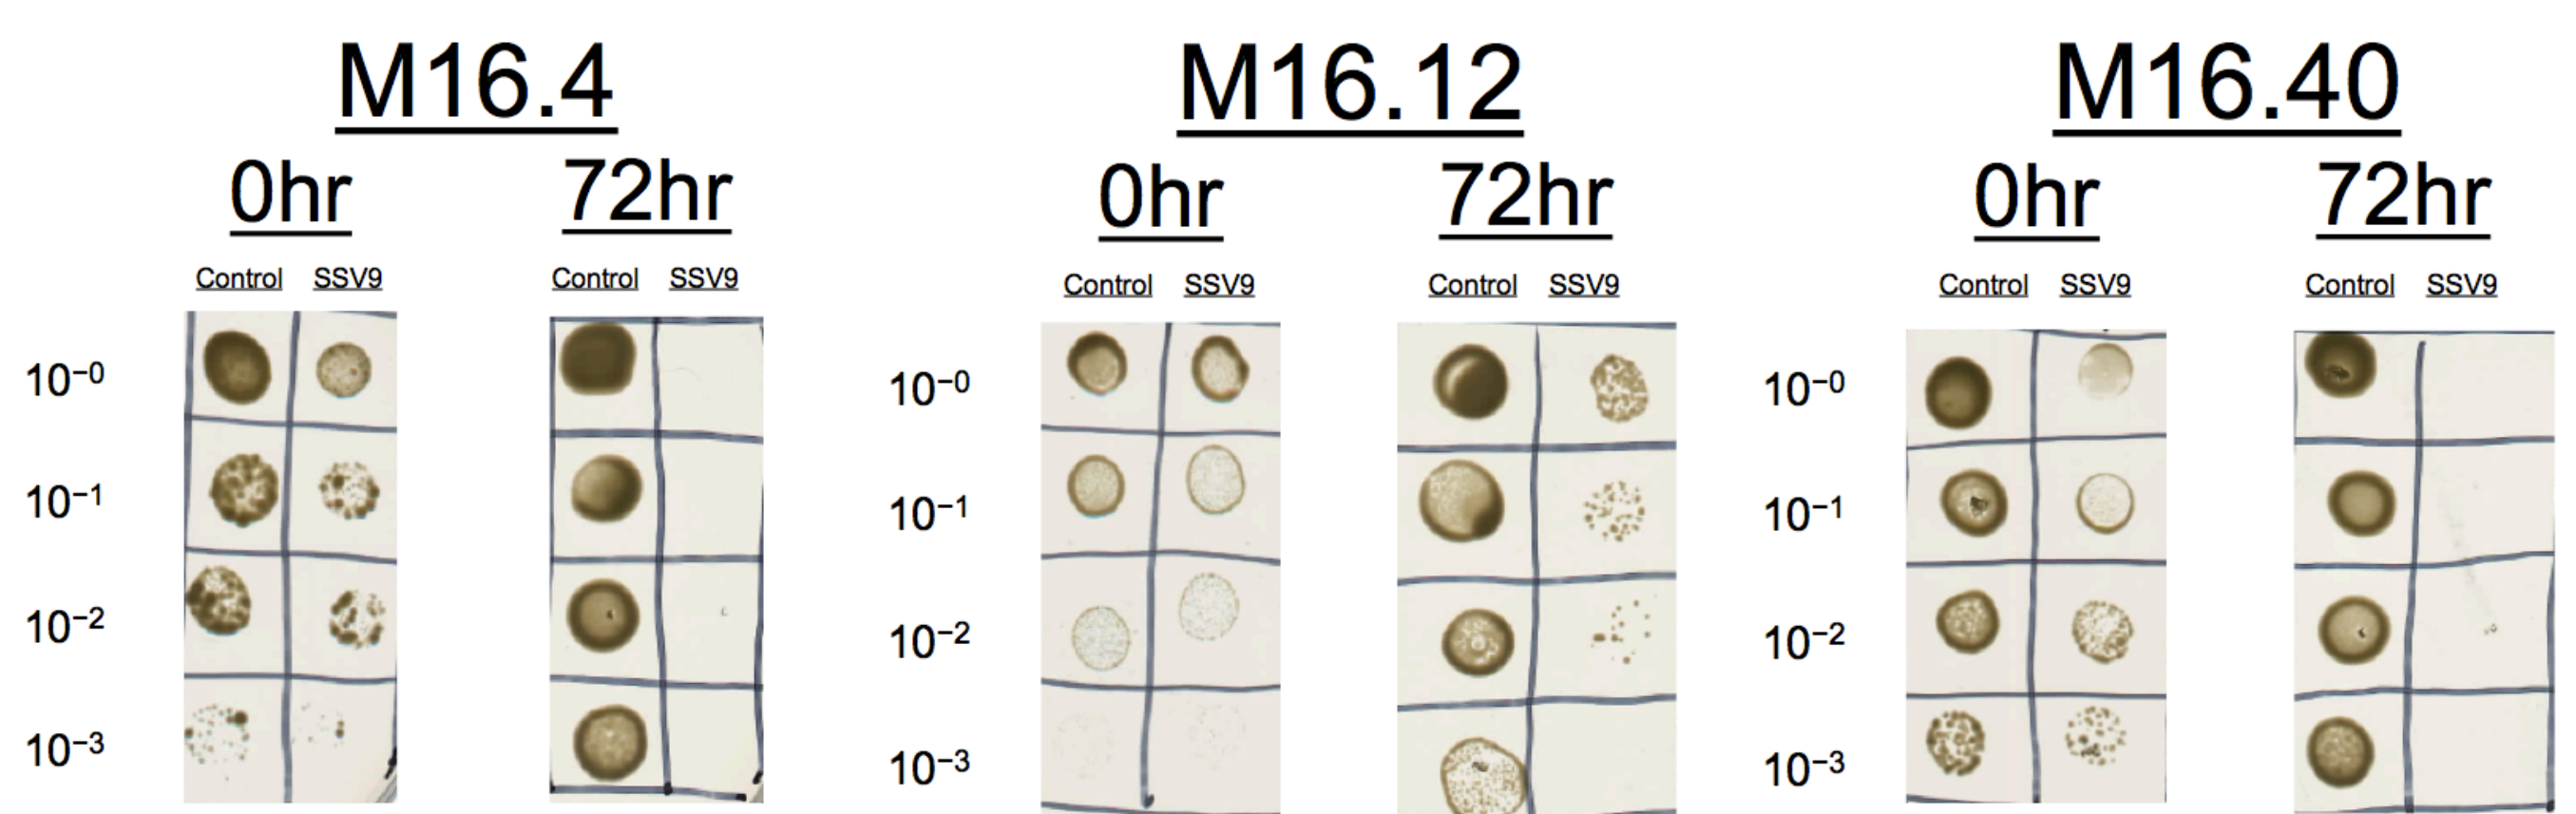 M16.4 M16.12 M16.40
0hr 72hr 0hr 72hr 0hr 72hr
Control SSV9 Control SSV9 Control SSV9 Control SSV9 Control SSV9 Control SSV9
10⁻⁰ 10⁻⁰ 10⁻⁰
10⁻¹ 10⁻¹ 10⁻¹
10⁻² 10⁻² 10⁻²
10⁻³ 10⁻³ 10⁻³